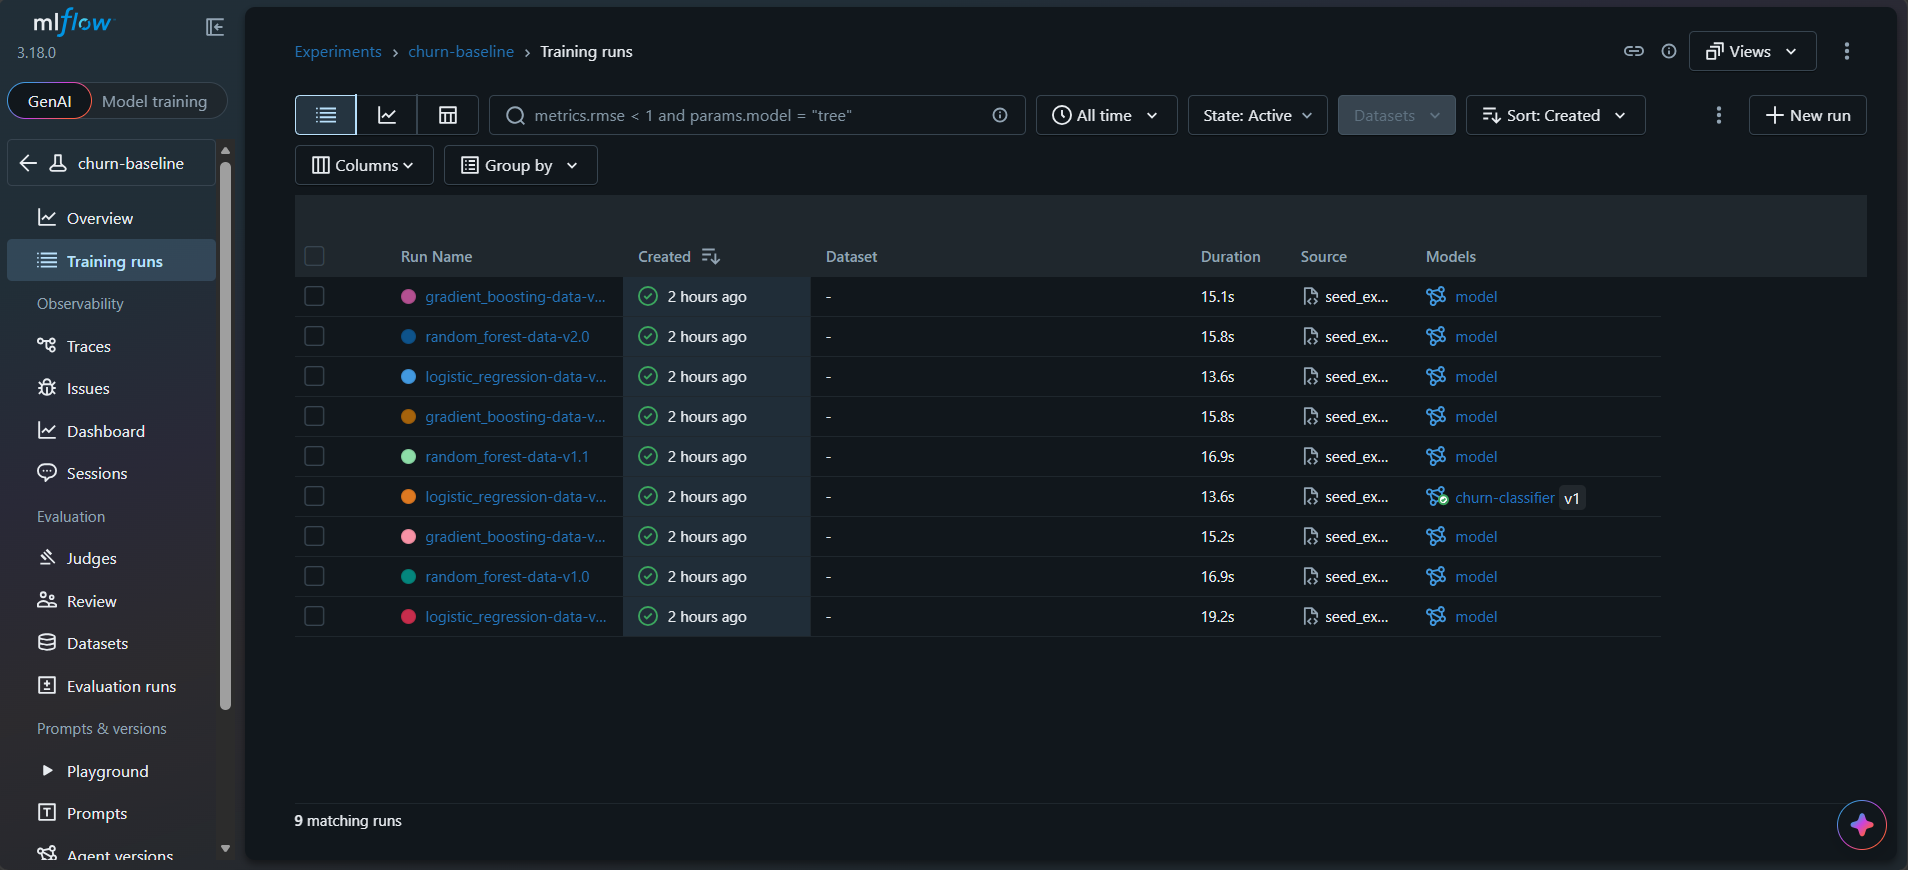 mlflow
3.18.0
GenAI Model training
churn-baseline
Overview
Training runs
Observability
Traces
Issues
Dashboard
Sessions
Evaluation
Judges
Review
Datasets
Evaluation runs
Prompts & versions
Playground
Prompts
Agent versions
Experiments > churn-baseline > Training runs
Views
metrics.rmse < 1 and params.model = "tree"
All time
State: Active
Datasets
Sort: Created
New run
Columns
Group by
Run Name Created Dataset Duration Source Models
gradient_boosting-data-v... 2 hours ago - 15.1s seed_ex... model
random_forest-data-v2.0 2 hours ago - 15.8s seed_ex... model
logistic_regression-data-v... 2 hours ago - 13.6s seed_ex... model
gradient_boosting-data-v... 2 hours ago - 15.8s seed_ex... model
random_forest-data-v1.1 2 hours ago - 16.9s seed_ex... model
logistic_regression-data-v... 2 hours ago - 13.6s seed_ex... churn-classifier v1
gradient_boosting-data-v... 2 hours ago - 15.2s seed_ex... model
random_forest-data-v1.0 2 hours ago - 16.9s seed_ex... model
logistic_regression-data-v... 2 hours ago - 19.2s seed_ex... model
9 matching runs